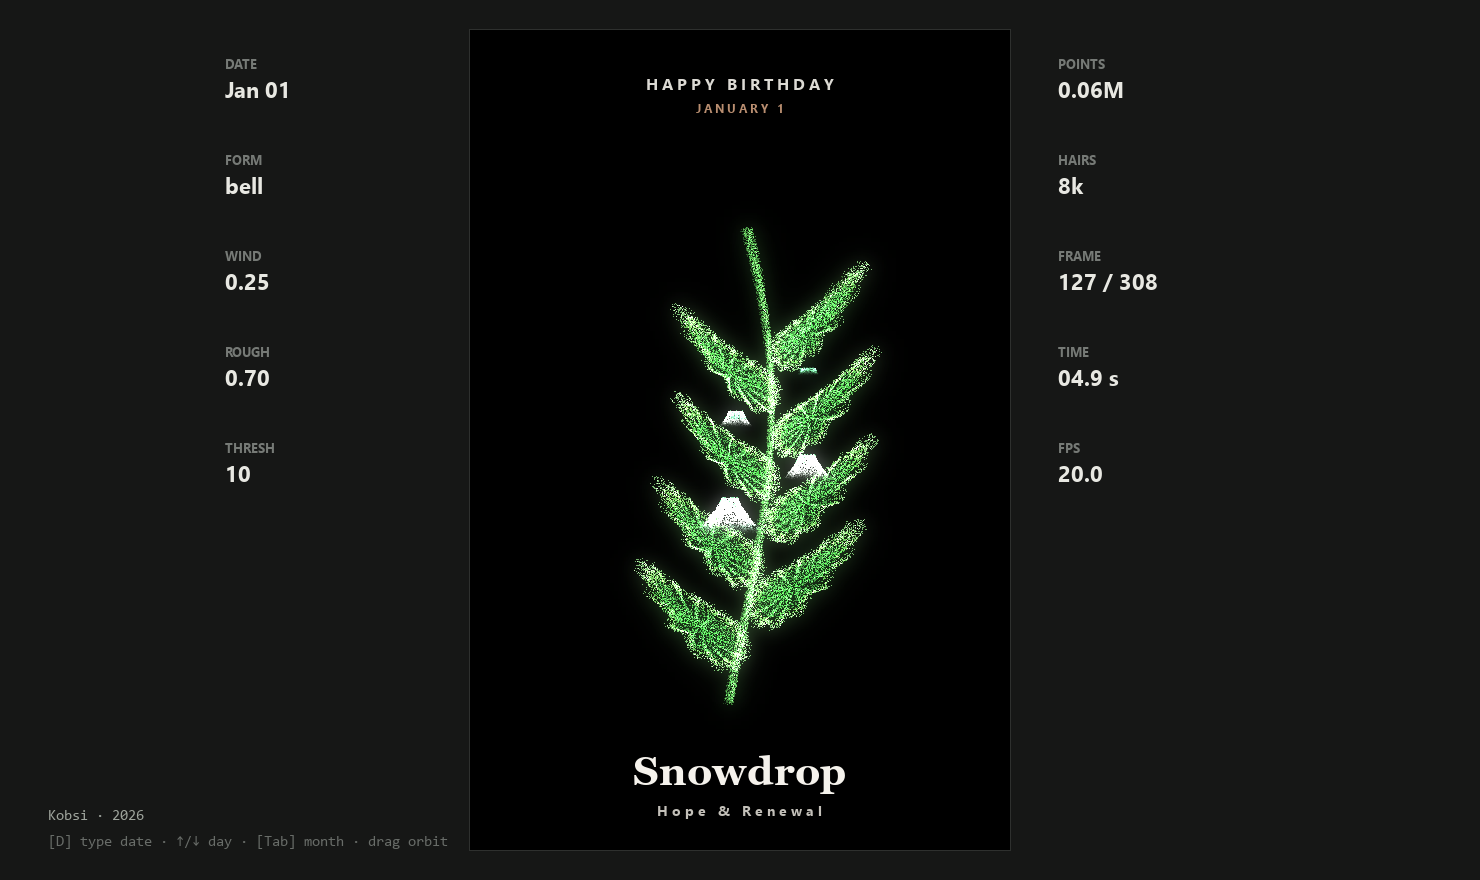 DATE
Jan 01
FORM
bell
WIND
0.25
ROUGH
0.70
THRESH
10
HAPPY BIRTHDAY
JANUARY 1
Snowdrop
Hope & Renewal
POINTS
0.06M
HAIRS
8k
FRAME
127 / 308
TIME
04.9 s
FPS
20.0
Kobsi · 2026
[D] type date · ↑/↓ day · [Tab] month · drag orbit